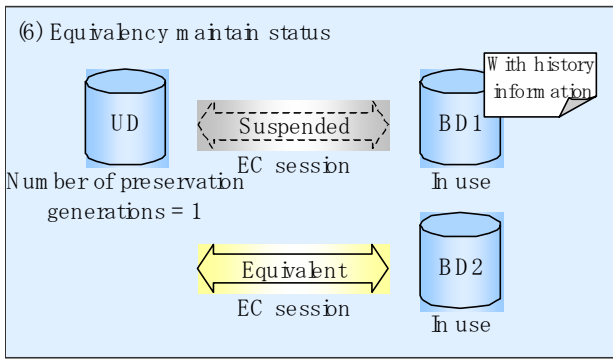 (6) Equivalency maintain status
With history
information
UD
Suspended
BD1
EC session
In use
Number of preservation
generations = 1
Equivalent
BD2
EC session
In use